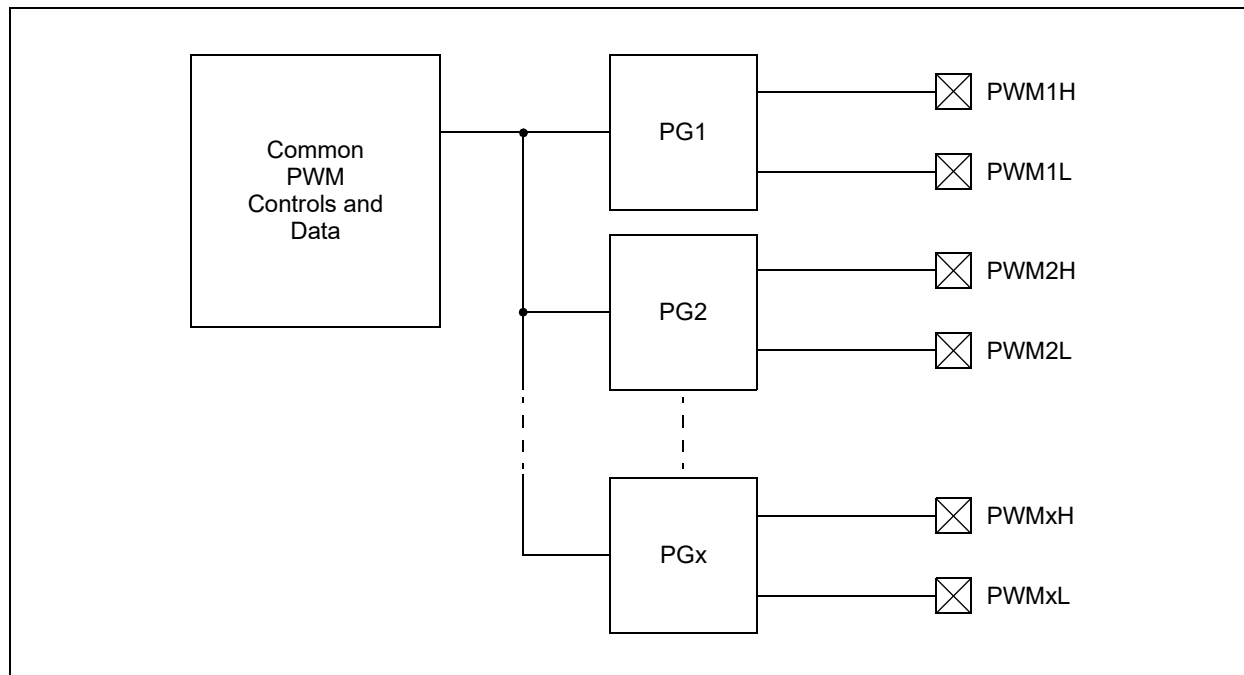 Common
PWM
Controls and
Data
PG1
PWM1H
PWM1L
PG2
PWM2H
PWM2L
PGx
PWMxH
PWMxL